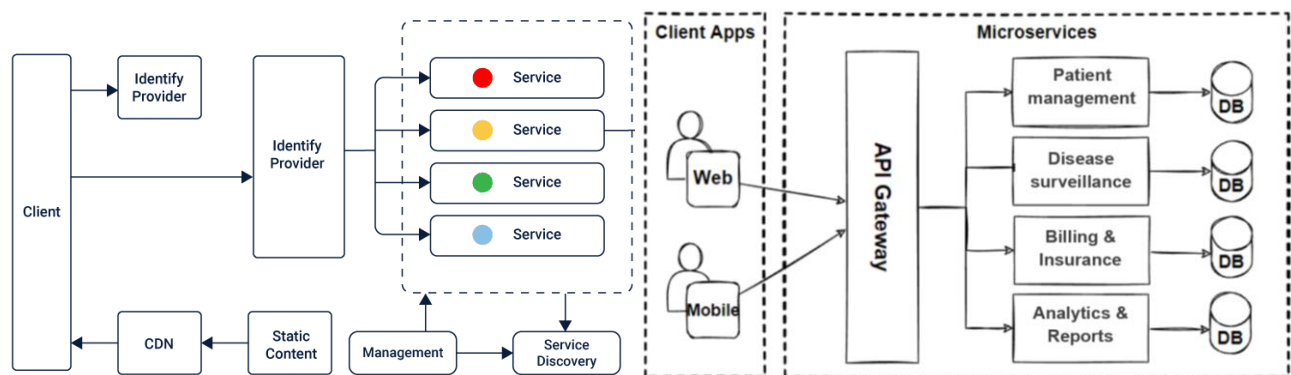 Client
Identify
Provider
Identify
Provider
Service
Service
Service
Service
CDN
Static
Content
Management
Service
Discovery
Client Apps
Web
Mobile
Microservices
API Gateway
Patient
management
DB
Disease
surveillance
DB
Billing &
Insurance
DB
Analytics &
Reports
DB